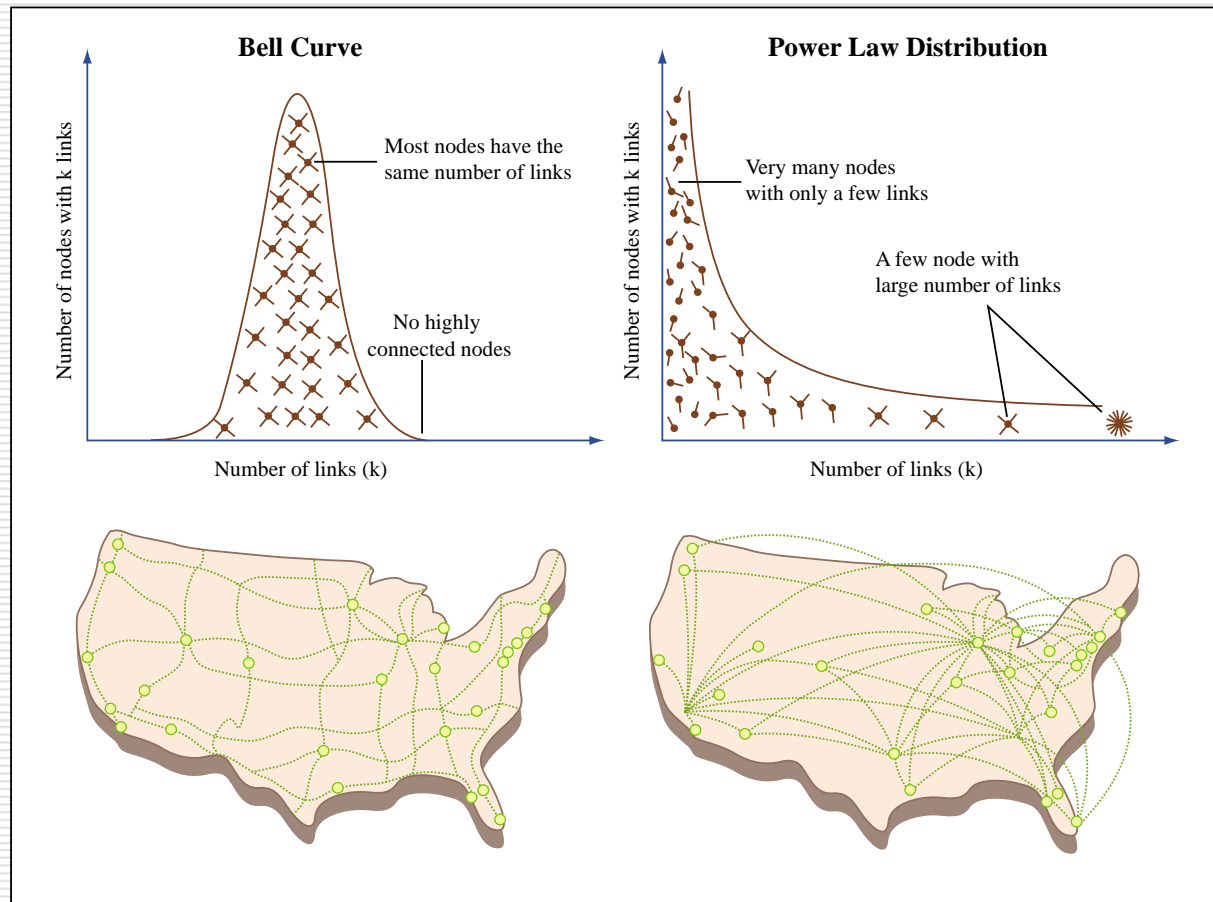 Bell Curve
Number of nodes with k links
Most nodes have the
same number of links
No highly
connected nodes
Number of links (k)
Power Law Distribution
Number of nodes with k links
Very many nodes
with only a few links
A few node with
large number of links
Number of links (k)